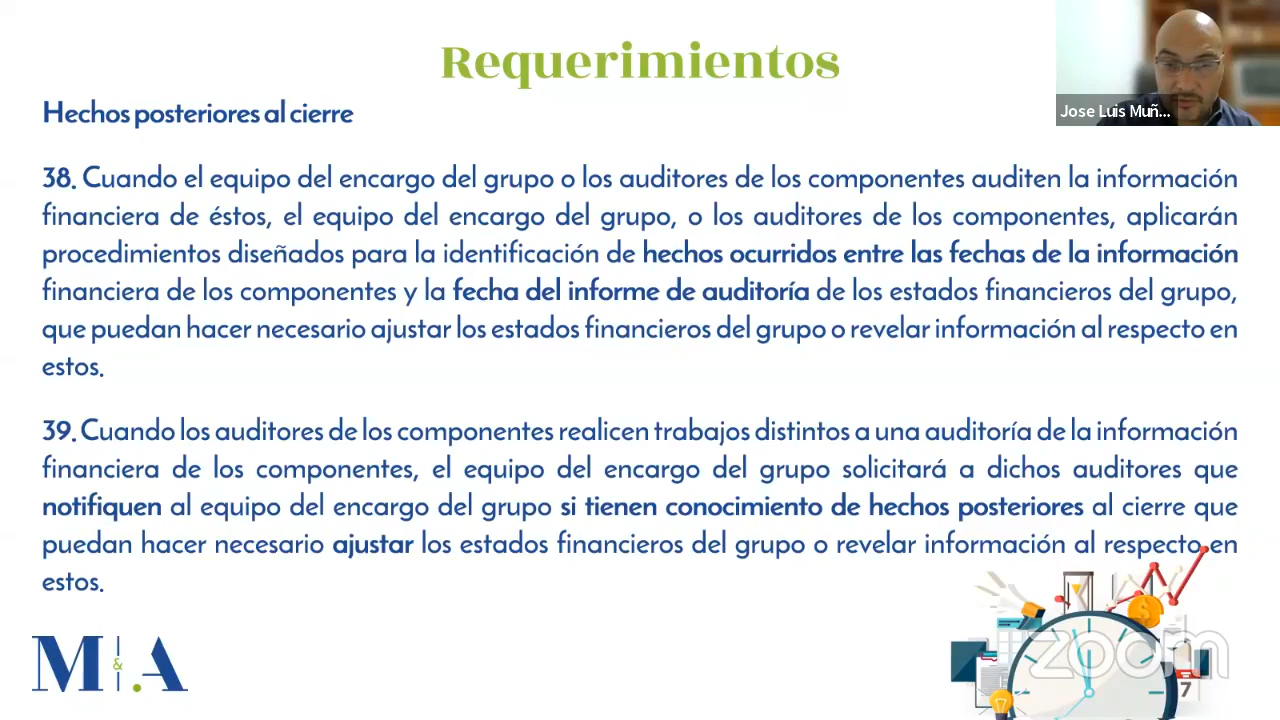 Requerimientos
Jose Luis Muñ...
Hechos posteriores al cierre
38. Cuando el equipo del encargo del grupo o los auditores de los componentes auditen la información
financiera de éstos, el equipo del encargo del grupo, o los auditores de los componentes, aplicarán
procedimientos diseñados para la identificación de hechos ocurridos entre las fechas de la información
financiera de los componentes y la fecha del informe de auditoría de los estados financieros del grupo,
que puedan hacer necesario ajustar los estados financieros del grupo o revelar información al respecto en
estos.
39. Cuando los auditores de los componentes realicen trabajos distintos a una auditoría de la información
financiera de los componentes, el equipo del encargo del grupo solicitará a dichos auditores que
notifiquen al equipo del encargo del grupo si tienen conocimiento de hechos posteriores al cierre que
puedan hacer necesario ajustar los estados financieros del grupo o revelar información al respecto en
estos.
M&A
zoom
7